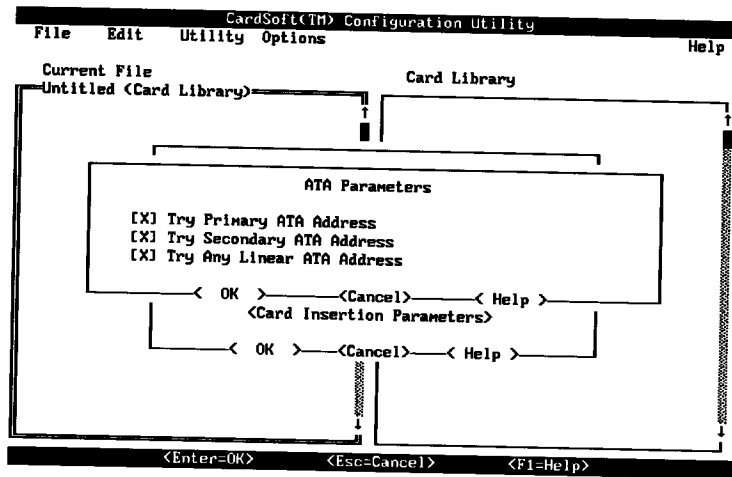 CardSoft(TM) Configuration Utility
File Edit Utility Options Help
Current File Card Library
Untitled (Card Library)
ATA Parameters
[X] Try Primary ATA Address
[X] Try Secondary ATA Address
[X] Try Any Linear ATA Address
< OK > <Cancel> < Help >
<Card Insertion Parameters>
< OK > <Cancel> < Help >
<Enter=OK> <Esc=Cancel> <F1=Help>